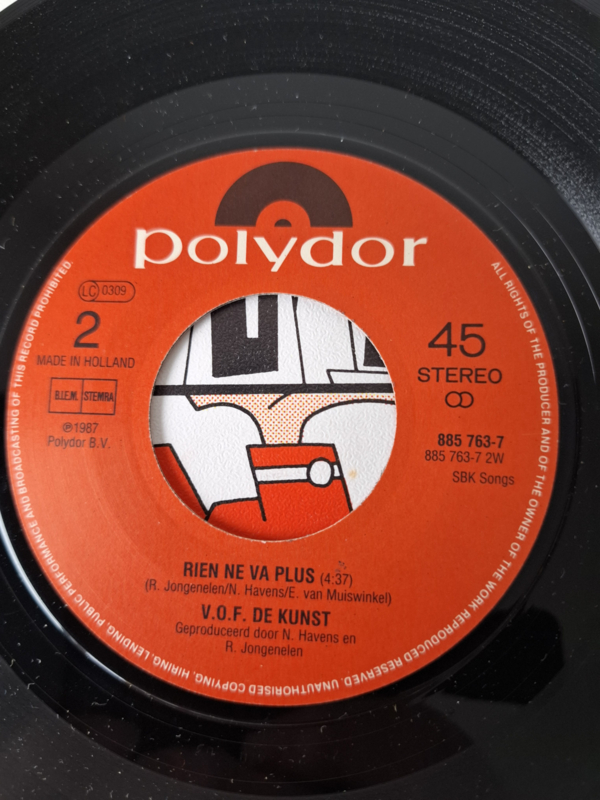 polydor
LC 0309
2
MADE IN HOLLAND
B.I.E.M. STEMRA
℗1987
Polydor B.V.
45
STEREO
885 763-7
885 763-7 2W
SBK Songs
RIEN NE VA PLUS (4:37)
(R. Jongenelen/N. Havens/E. van Muiswinkel)
V.O.F. DE KUNST
Geproduceerd door N. Havens en
R. Jongenelen
ALL RIGHTS OF THE PRODUCER AND OF THE OWNER OF THE WORK REPRODUCED RESERVED. UNAUTHORISED COPYING, HIRING, LENDING, PUBLIC PERFORMANCE AND BROADCASTING OF THIS RECORD PROHIBITED.